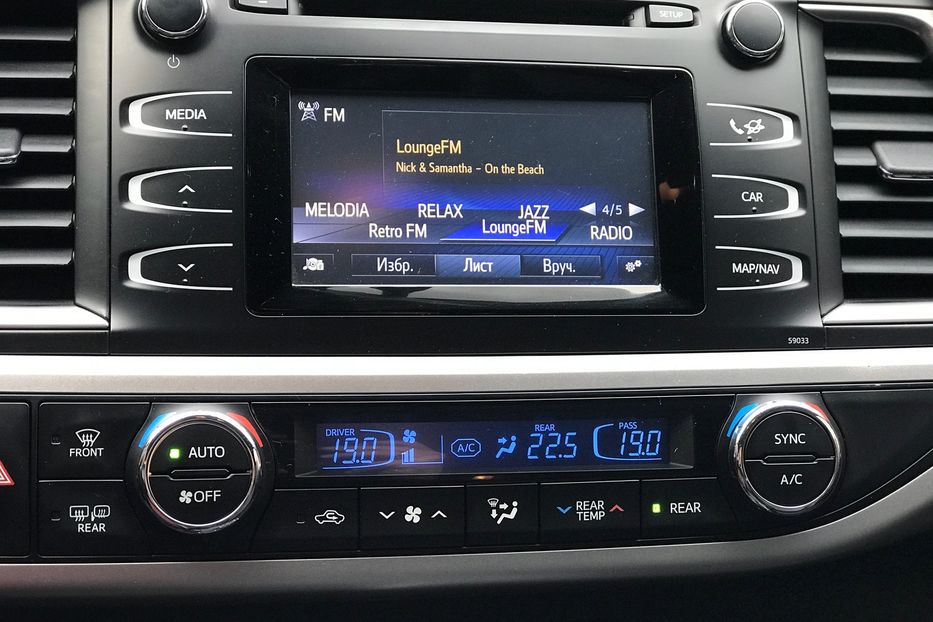 SETUP
MEDIA
FM
LoungeFM
Nick & Samantha - On the Beach
MELODIA RELAX JAZZ 4/5
Retro FM LoungeFM RADIO
Избр. Лист Вруч.
CAR
MAP/NAV
59033
FRONT
REAR
AUTO
OFF
DRIVER
19.0
A/C
REAR
22.5
PASS
19.0
SYNC
A/C
REAR
TEMP
REAR